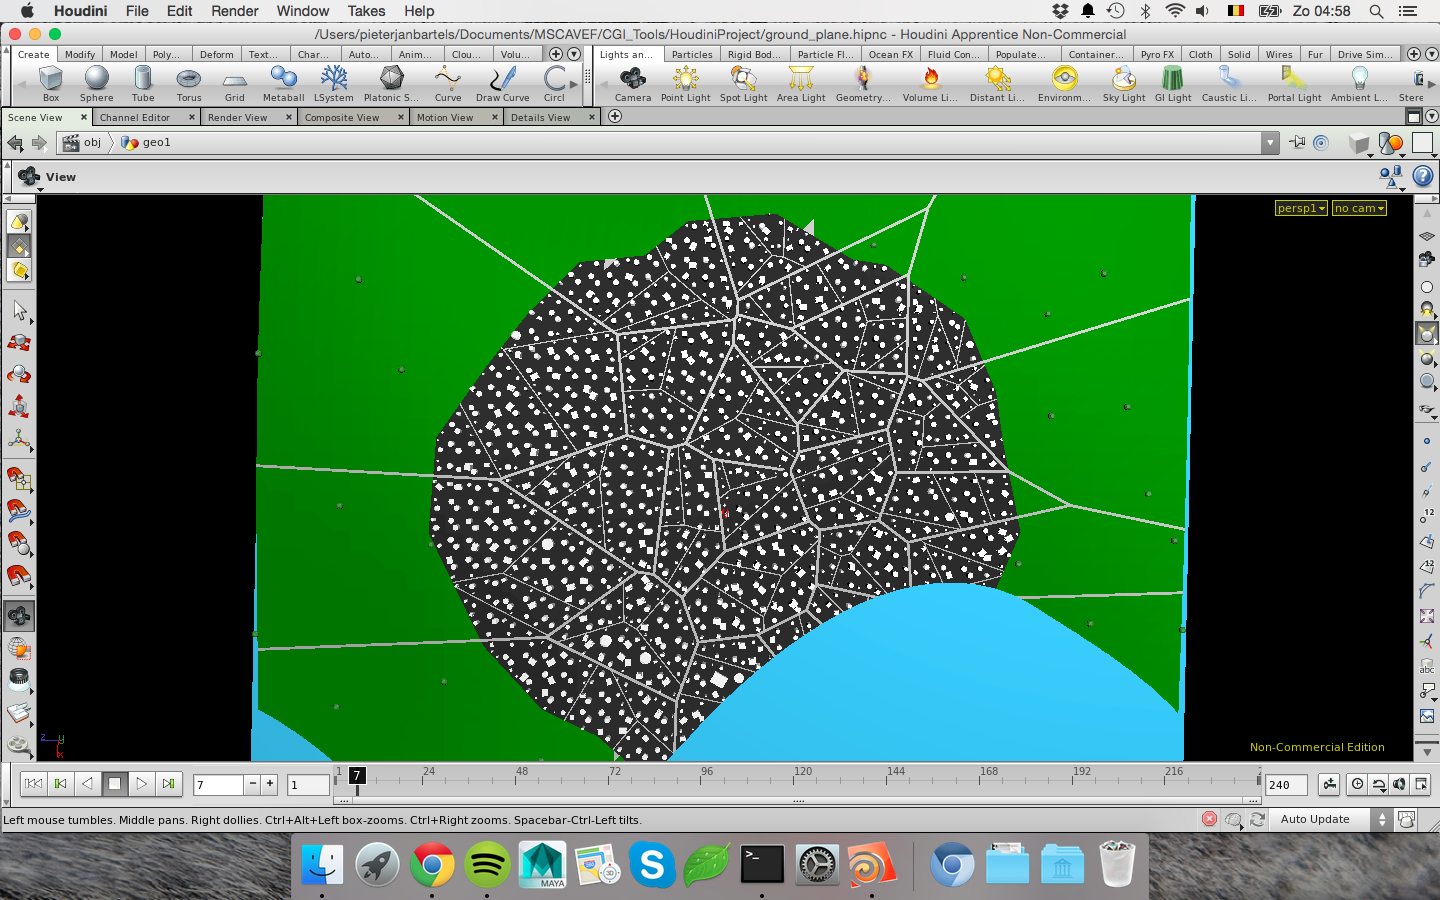 Houdini File Edit Render Window Takes Help Zo 04:58
/Users/pieterjanbartels/Documents/MSCAVEF/CGI_Tools/HoudiniProject/ground_plane.hipnc - Houdini Apprentice Non-Commercial
Create Modify Model Poly... Deform Text... Char... Auto... Anim... Clou... Volu... Lights an... Particles Rigid Bod... Particle Fl... Ocean FX Fluid Con... Populate... Container... Pyro FX Cloth Solid Wires Fur Drive Sim...
Box Sphere Tube Torus Grid Metaball LSystem Platonic S... Curve Draw Curve Circl Camera Point Light Spot Light Area Light Geometry... Volume Li... Distant Li... Environm... Sky Light GI Light Caustic Li... Portal Light Ambient L... Stere
Scene View Channel Editor Render View Composite View Motion View Details View
obj geo1
View
persp1 no cam
12
12
abc
z y
x
Non-Commercial Edition
7 1 1 7 24 48 72 96 120 144 168 192 216 2 240
Left mouse tumbles. Middle pans. Right dollies. Ctrl+Alt+Left box-zooms. Ctrl+Right zooms. Spacebar-Ctrl-Left tilts. Auto Update
MAYA 3D